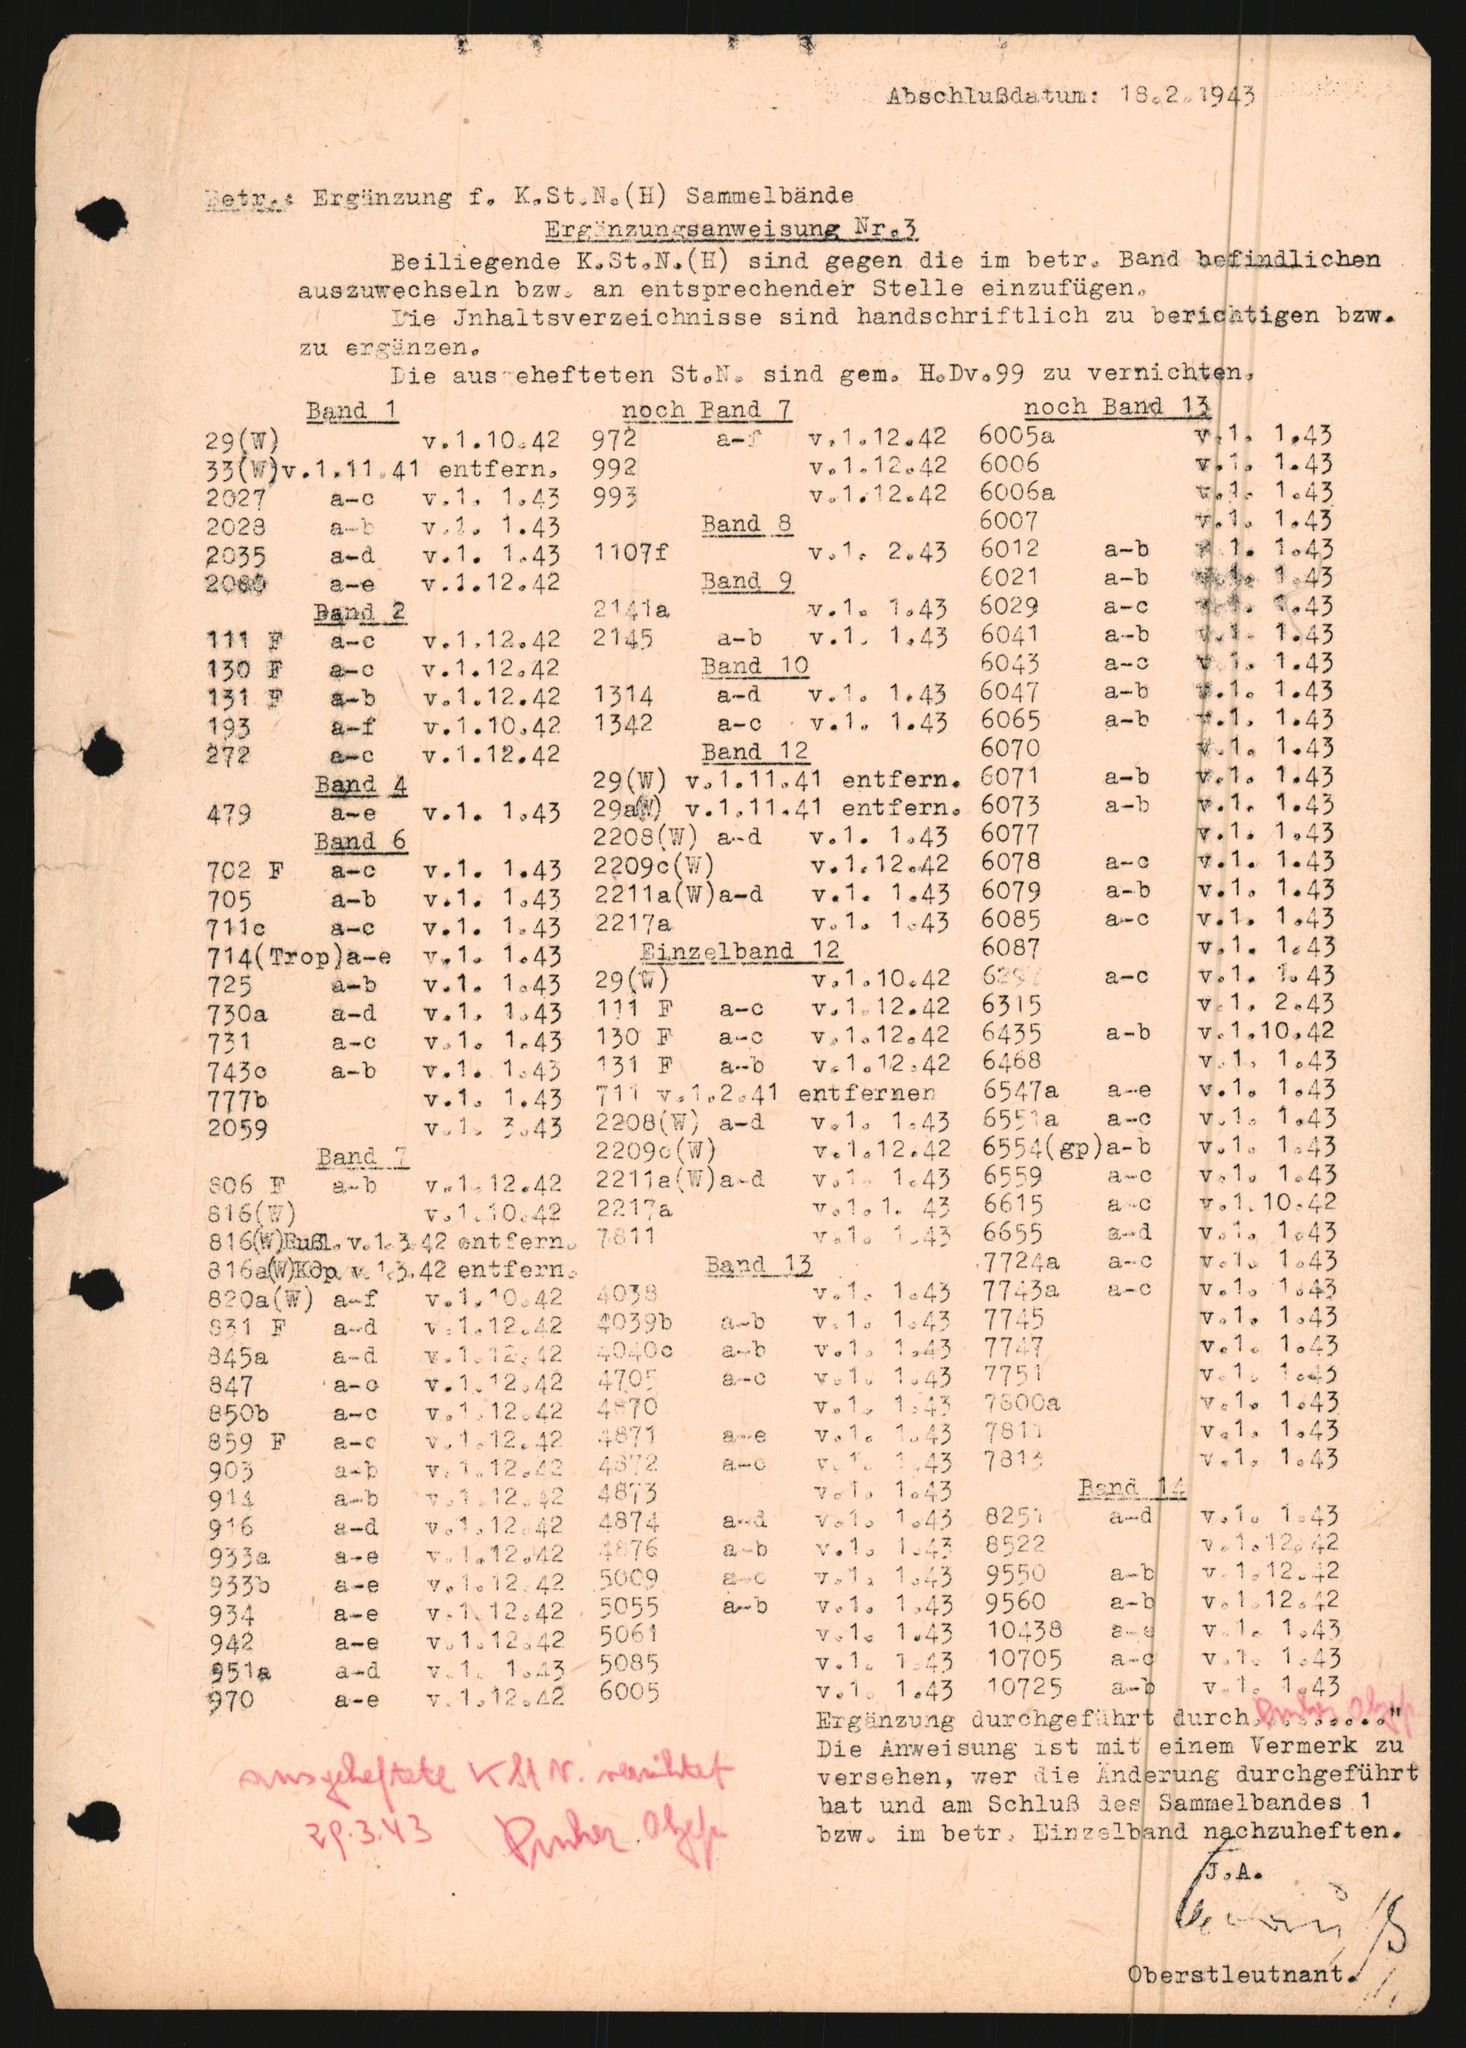 Abschlußdatum: 18.2.1943
Betr.: Ergänzung f. K.St.N.(H) Sammelbände
Ergänzungsanweisung Nr.3
Beiliegende K.St.N.(H) sind gegen die im betr. Band befindlichen
auszuwechseln bzw. an entsprechender Stelle einzufügen.
Die Jnhaltsverzeichnisse sind handschriftlich zu berichtigen bzw.
zu ergänzen.
Die ausgehefteten St.N. sind gem. H.Dv.99 zu vernichten.
Band 1
29(W) v.1.10.42
33(W)v.1.11.41 entfern.
2027 a-c v.1. 1.43
2028 a-b v.1. 1.43
2035 a-d v.1. 1.43
a-e v.1.12.42
Band 2
111 F a-c v.1.12.42
130 F a-c v.1.12.42
131 F a-b v.1.12.42
193 a-f v.1.10.42
272 a-c v.1.12.42
Band 4
479 a-e v.1. 1.43
Band 6
702 F a-c v.1. 1.43
705 a-b v.1. 1.43
711c a-c v.1. 1.43
714(Trop)a-e v.1. 1.43
725 a-b v.1. 1.43
730a a-d v.1. 1.43
731 a-c v.1. 1.43
743c a-b v.1. 1.43
777b v.1. 1.43
2059 v.1. 3.43
Band 7
806 F a-b v.1.12.42
816(W) v.1.10.42
816(W)Rußl.v.1.3.42 entfern.
816a(W)Köp v.1.3.42 entfern.
820a(W) a-f v.1.10.42
831 F a-d v.1.12.42
845a a-d v.1.12.42
847 a-c v.1.12.42
850b a-c v.1.12.42
859 F a-c v.1.12.42
903 a-b v.1.12.42
914 a-b v.1.12.42
916 a-d v.1.12.42
933a a-e v.1.12.42
933b a-e v.1.12.42
934 a-e v.1.12.42
942 a-e v.1.12.42
951a a-d v.1. 1.43
970 a-e v.1.12.42
noch Band 7
972 a-f v.1.12.42
992 v.1.12.42
993 v.1.12.42
Band 8
1107f v.1. 2.43
Band 9
2141a v.1. 1.43
2145 a-b v.1. 1.43
Band 10
1314 a-d v.1. 1.43
1342 a-c v.1. 1.43
Band 12
29(W) v.1.11.41 entfern.
29a(W) v.1.11.41 entfern.
2208(W) a-d v.1. 1.43
2209c(W) v.1.12.42
2211a(W)a-d v.1. 1.43
2217a v.1. 1.43
Einzelband 12
29(W) v.1.10.42
111 F a-c v.1.12.42
130 F a-c v.1.12.42
131 F a-b v.1.12.42
711 v.1.2.41 entfernen
2208(W) a-d v.1. 1.43
2209c(W) v.1.12.42
2211a(W)a-d v.1. 1.43
2217a v.1.1. 43
7811 v.1. 1.43
Band 13
4038 v.1. 1.43
4039b a-b v.1. 1.43
4040c a-b v.1. 1.43
4705 a-c v.1. 1.43
4870 v.1. 1.43
4871 a-e v.1. 1.43
4872 a-c v.1. 1.43
4873 v.1. 1.43
4874 a-d v.1. 1.43
4876 a-b v.1. 1.43
5009 a-c v.1. 1.43
5055 a-b v.1. 1.43
5061 v.1. 1.43
5085 v.1. 1.43
6005 v.1. 1.43
noch Band 13
6005a v.1. 1.43
6006 v.1. 1.43
6006a v.1. 1.43
6007 v.1. 1.43
6012 a-b v.1. 1.43
6021 a-b v.1. 1.43
6029 a-c v.1. 1.43
6041 a-b v.1. 1.43
6043 a-c v.1. 1.43
6047 a-b v.1. 1.43
6065 a-b v.1. 1.43
6070 v.1. 1.43
6071 a-b v.1. 1.43
6073 a-b v.1. 1.43
6077 v.1. 1.43
6078 a-c v.1. 1.43
6079 a-b v.1. 1.43
6085 a-c v.1. 1.43
6087 v.1. 1.43
a-c v.1. 1.43
6315 v.1. 2.43
6435 a-b v.1.10.42
6468 v.1. 1.43
6547a a-e v.1. 1.43
6551a a-c v.1. 1.43
6554(gp)a-b v.1. 1.43
6559 a-c v.1. 1.43
6615 a-c v.1.10.42
6655 a-d v.1. 1.43
7724a a-c v.1. 1.43
7743a a-c v.1. 1.43
7745 v.1. 1.43
7747 v.1. 1.43
7751 v.1. 1.43
v.1. 1.43
7811 v.1. 1.43
7813 v.1. 1.43
Band 14
8251 a-d v.1. 1.43
8522 v.1.12.42
9550 a-b v.1.12.42
9560 a-b v.1.12.42
10438 v.1. 1.43
10705 a-c v.1. 1.43
10725 a-b v.1. 1.43
Ergänzung durchgeführt durch........"
Die Anweisung ist mit einem Vermerk zu
versehen, wer die Änderung durchgeführt
hat und am Schluß des Sammelbandes 1
bzw. im betr. Einzelband nachzuheften.
ausgeheftete K St N. vernichtet
29.3.43
J.A.
Oberstleutnant.